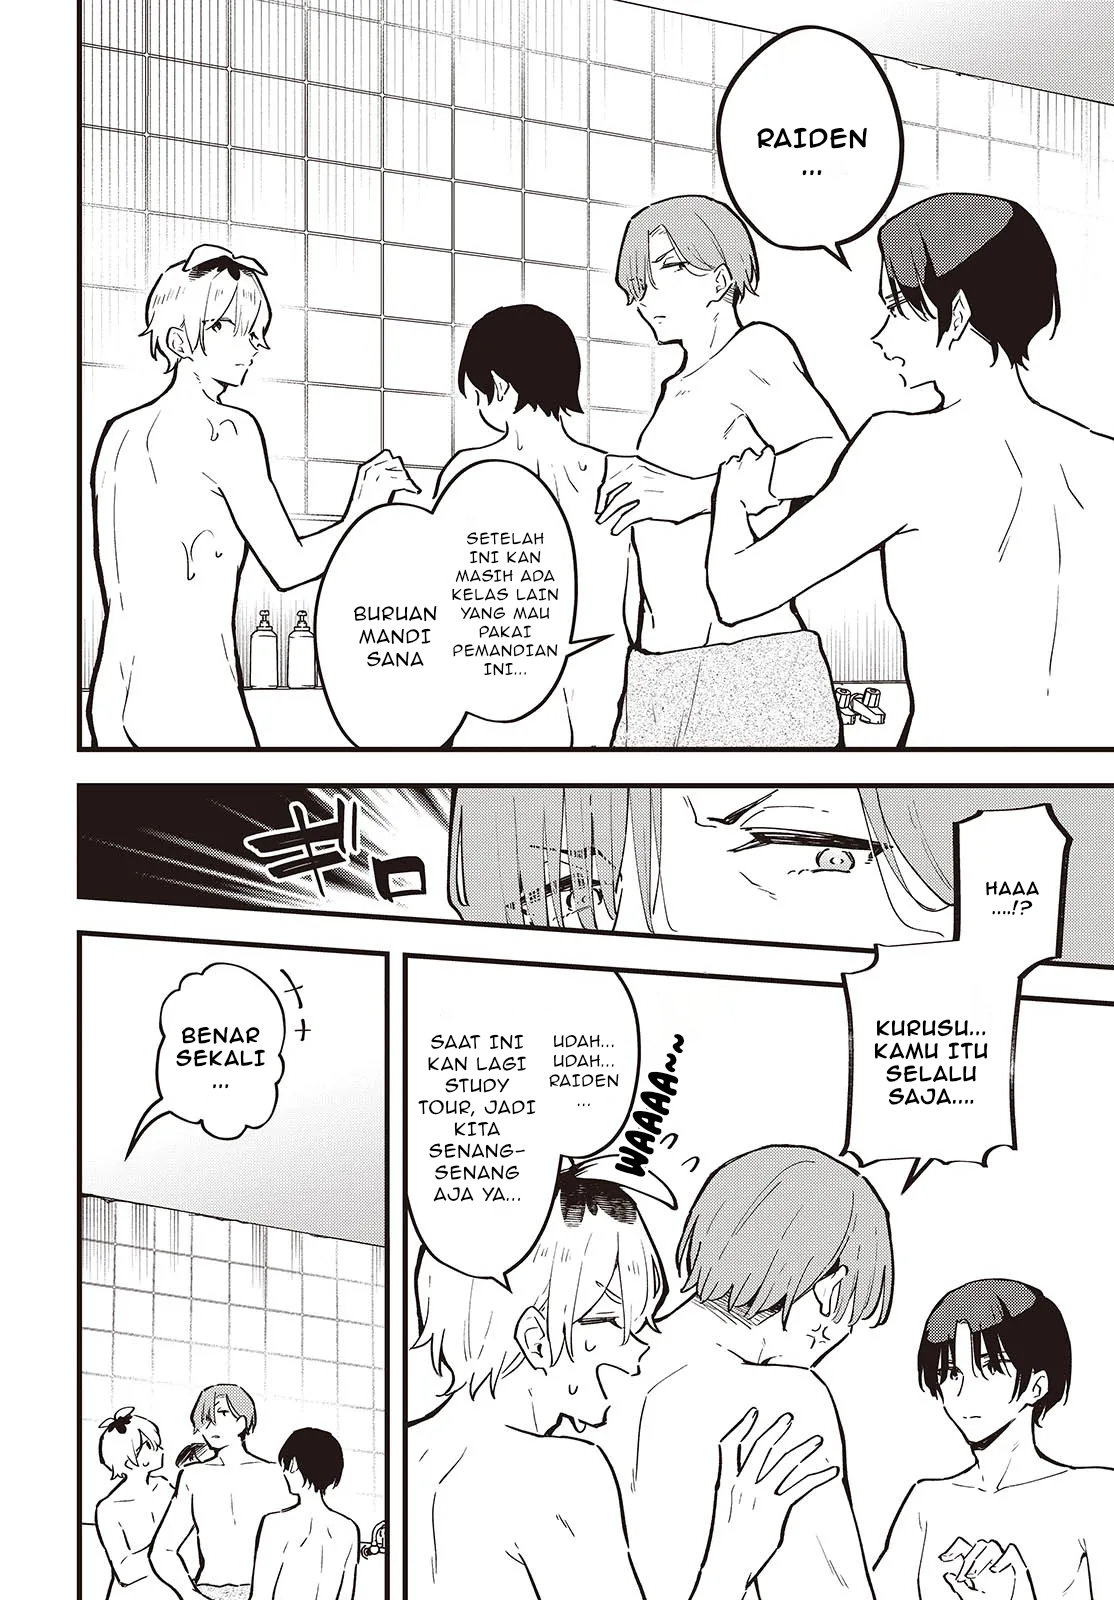 RAIDEN
...
SETELAH
INI KAN
MASIH ADA
KELAS LAIN
YANG MAU
PAKAI
PEMANDIAN
INI...
BURUAN
MANDI
SANA
ギロ
HAAA
....!?
KURUSU...
KAMU ITU
SELALU
SAJA....
UDAH...
UDAH...
RAIDEN
...
SAAT INI
KAN LAGI
STUDY
TOUR, JADI
KITA
SENANG-
SENANG
AJA YA...
WAAAA~~
BENAR
SEKALI
...